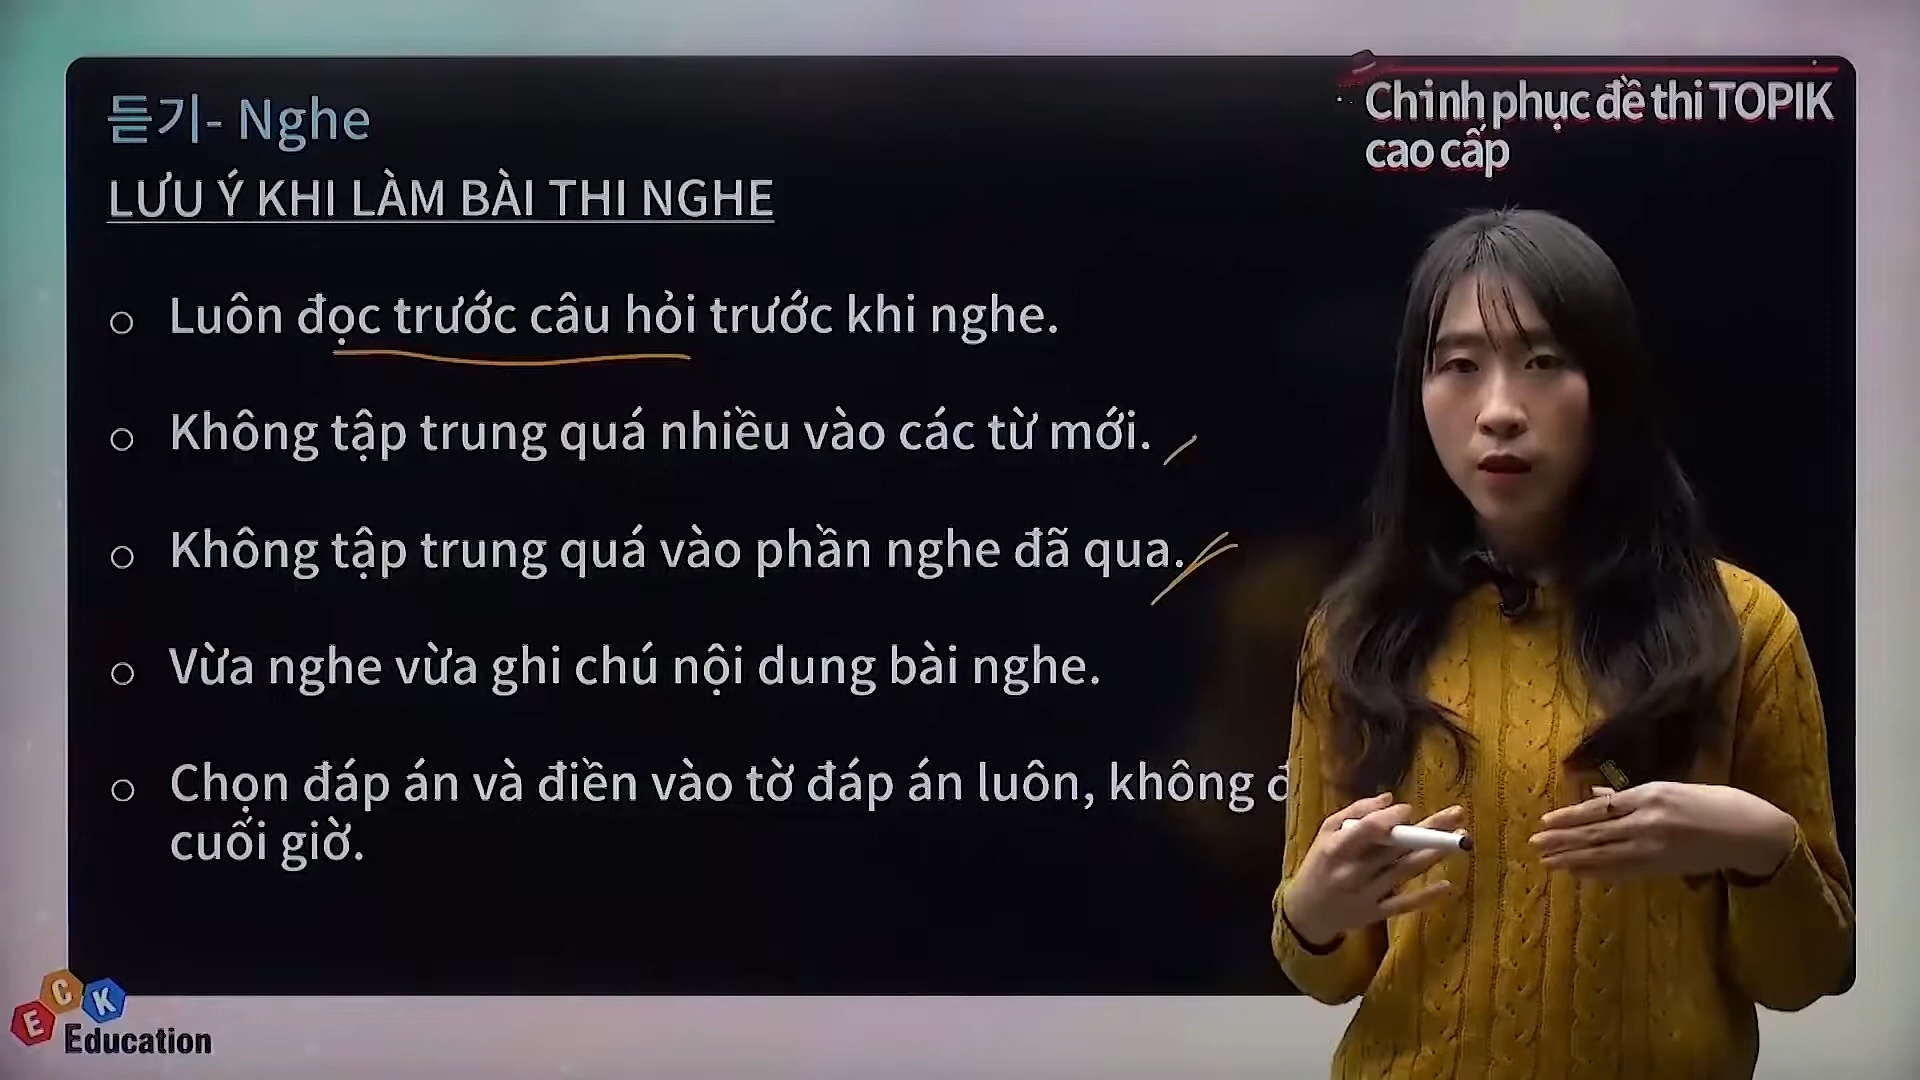 듣기- Nghe
Chinh phục đề thi TOPIK
cao cấp
LƯU Ý KHI LÀM BÀI THI NGHE
Luôn đọc trước câu hỏi trước khi nghe.
Không tập trung quá nhiều vào các từ mới.
Không tập trung quá vào phần nghe đã qua.
Vừa nghe vừa ghi chú nội dung bài nghe.
Chọn đáp án và điền vào tờ đáp án luôn, không
cuối giờ.
ECK
Education